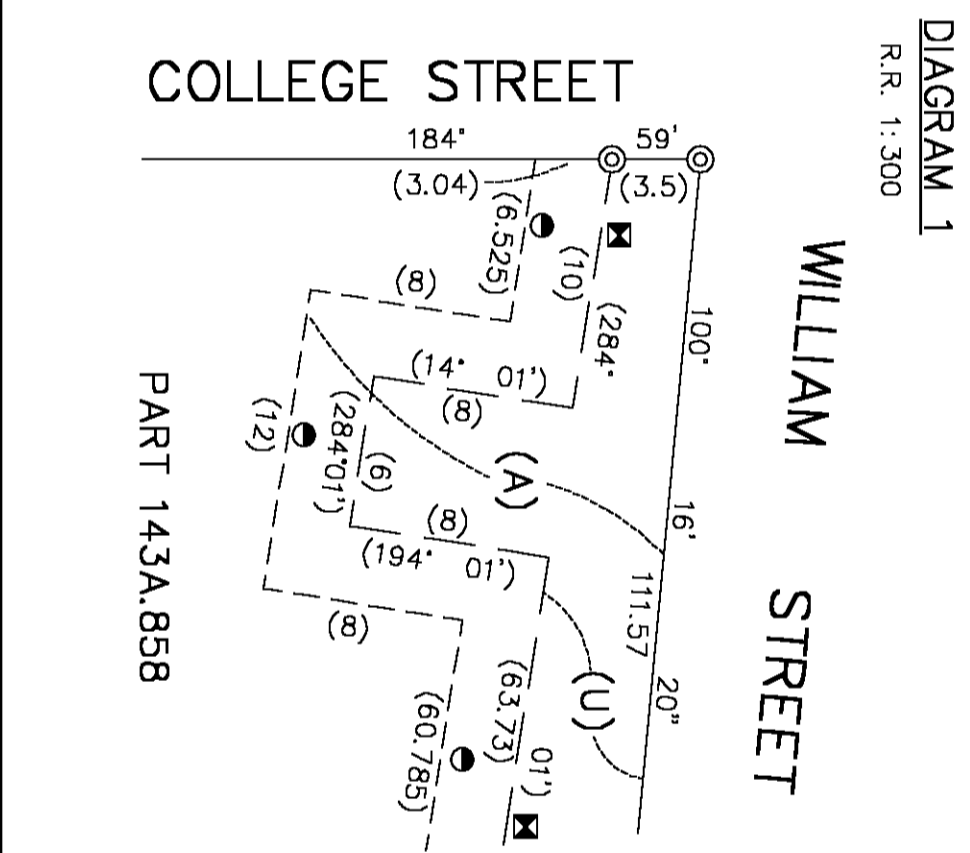 DIAGRAM 1
R.R. 1:300
COLLEGE STREET
WILLIAM STREET
184° 59'
(3.04)
(3.5)
(6.525)
(10)
(284° 01')
100° 16' 20"
111.57
(8)
(14° 01')
(8)
(A)
(6)
(284°01')
(12)
(8)
(194° 01')
(8)
(U)
(63.73)
(60.785)
PART 143A.858